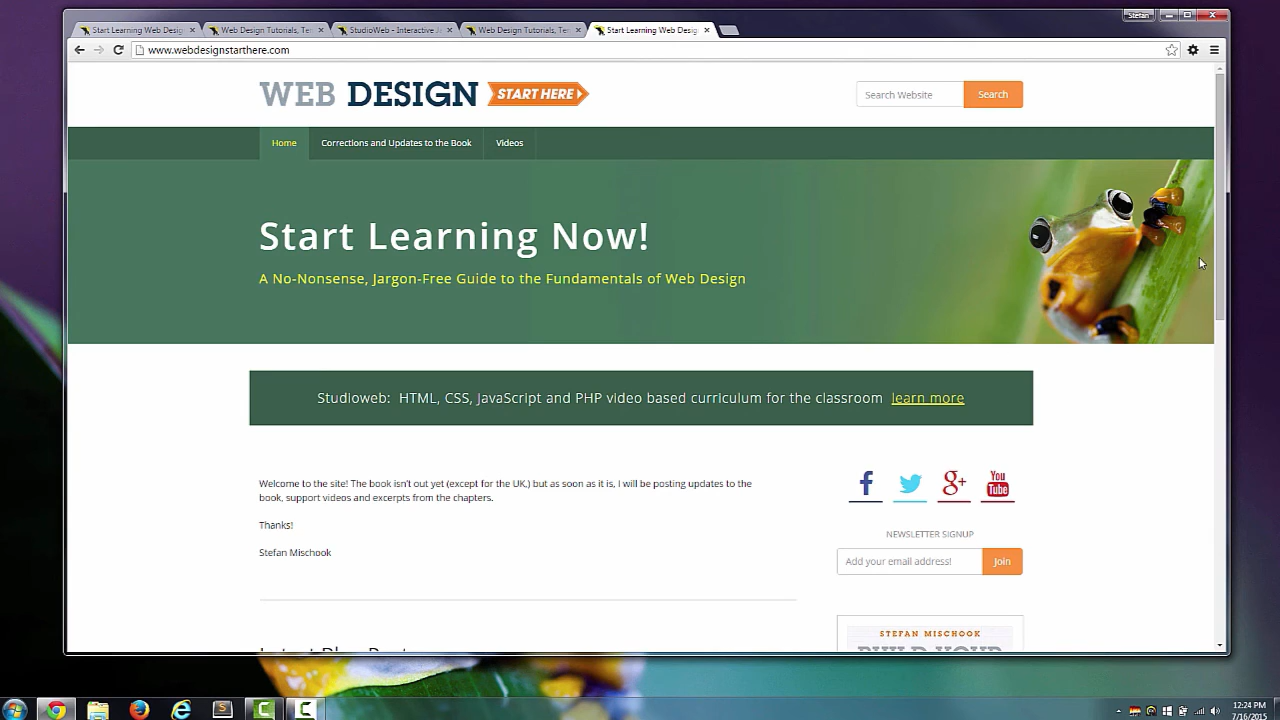 Stefan
Start Learning Web Desig
Web Design Tutorials, Te
StudioWeb - Interactive
Web Design Tutorials, Te
Start Learning Web Desig
www.webdesignstarthere.com
WEB DESIGN START HERE
Search Website
Search
Home
Corrections and Updates to the Book
Videos
Start Learning Now!
A No-Nonsense, Jargon-Free Guide to the Fundamentals of Web Design
Studioweb: HTML, CSS, JavaScript and PHP video based curriculum for the classroom learn more
Welcome to the site! The book isn't out yet (except for the UK,) but as soon as it is, I will be posting updates to the
book, support videos and excerpts from the chapters.
Thanks!
Stefan Mischook
You
Tube
NEWSLETTER SIGNUP
Add your email address!
Join
STEFAN MISCHOOK
BUILD YOUR
12:24 PM
7/16/2015